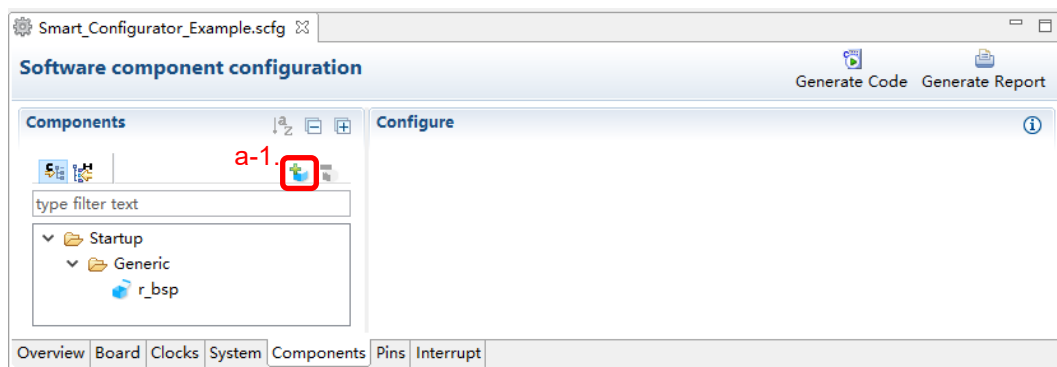 Smart_Configurator_Example.scfg
Software component configuration
Generate Code Generate Report
Components
Configure
a-1.
type filter text
Startup
Generic
r_bsp
Overview Board Clocks System Components Pins Interrupt